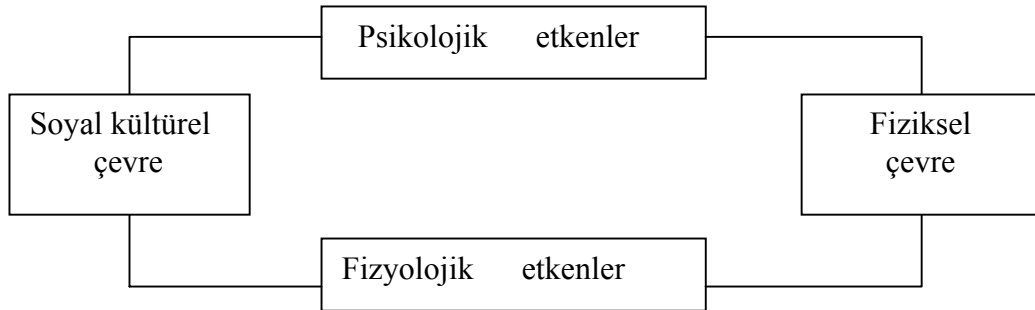 Psikolojik etkenler
Soyal kültürel
çevre
Fiziksel
çevre
Fizyolojik etkenler